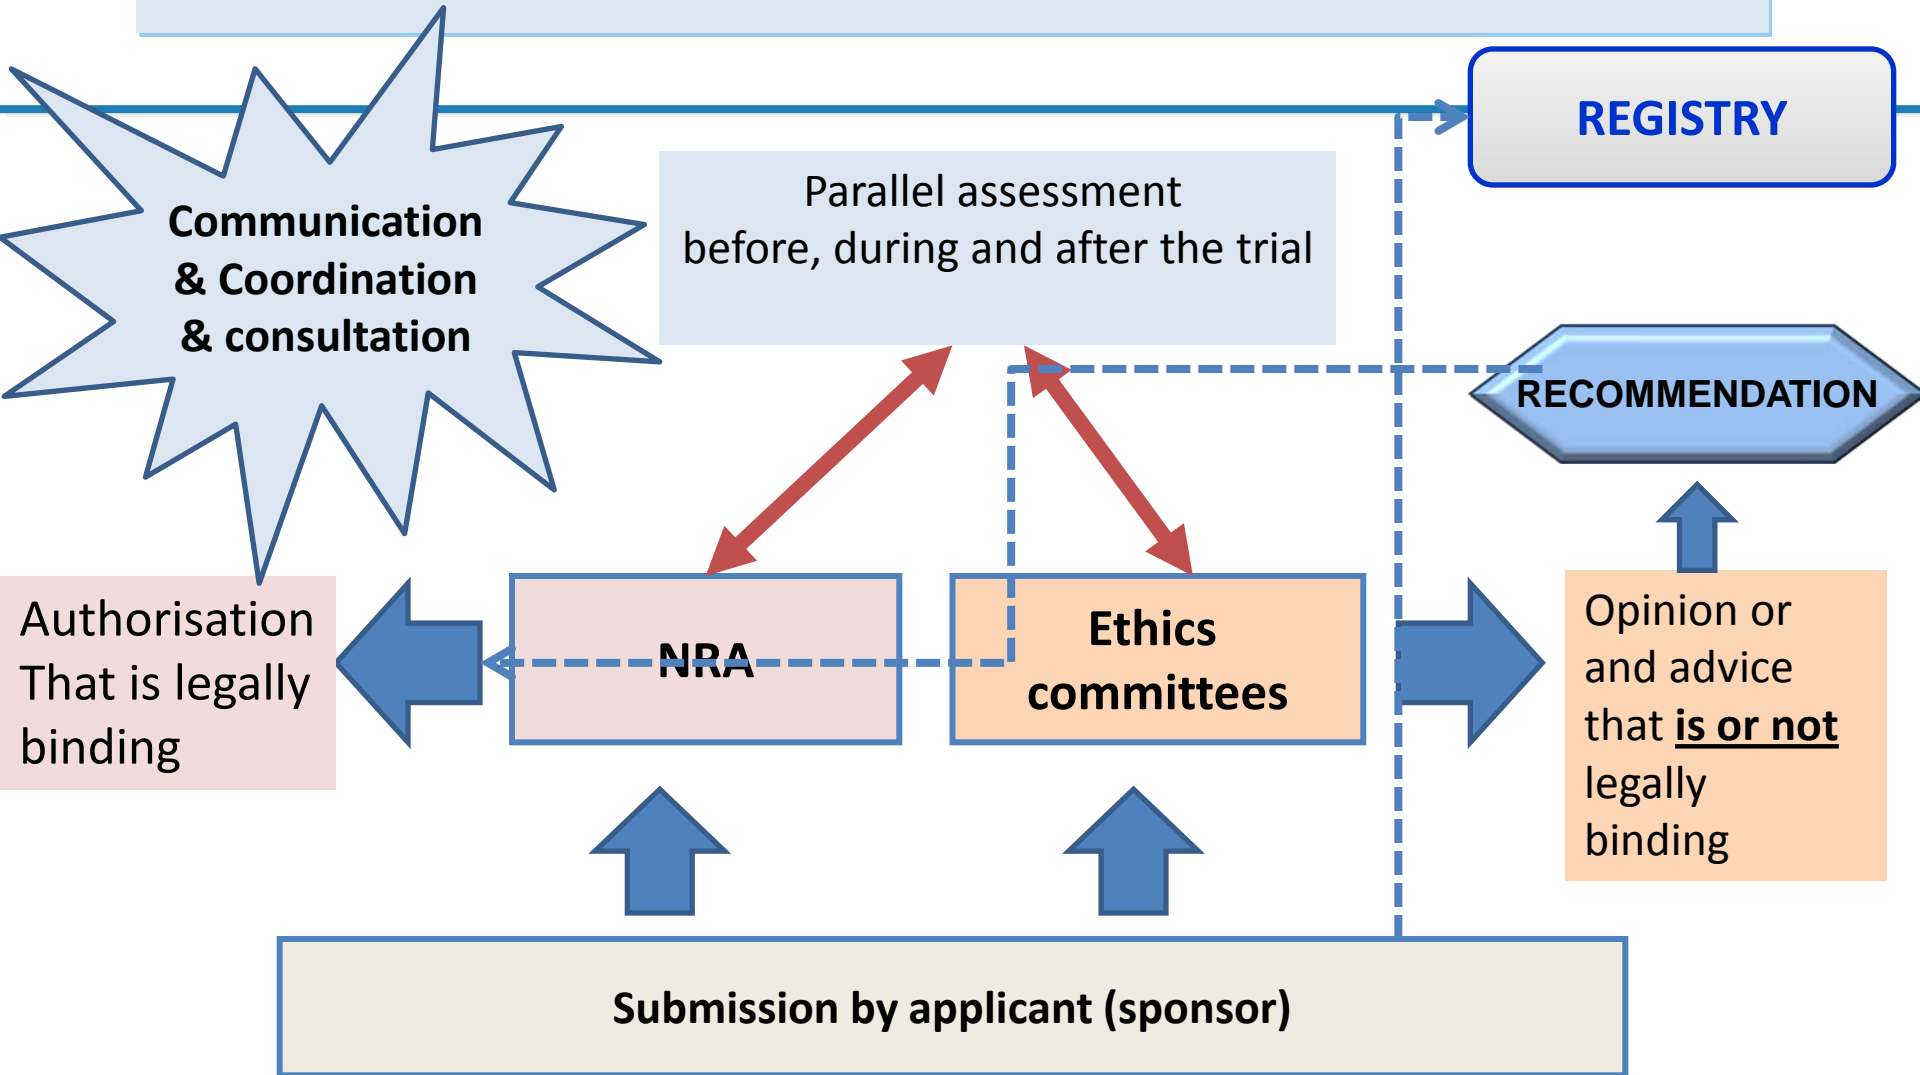 REGISTRY
Parallel assessment
before, during and after the trial
Communication
& Coordination
& consultation
RECOMMENDATION
Authorisation
That is legally
binding
NRA
Ethics
committees
Opinion or
and advice
that is or not
legally
binding
Submission by applicant (sponsor)